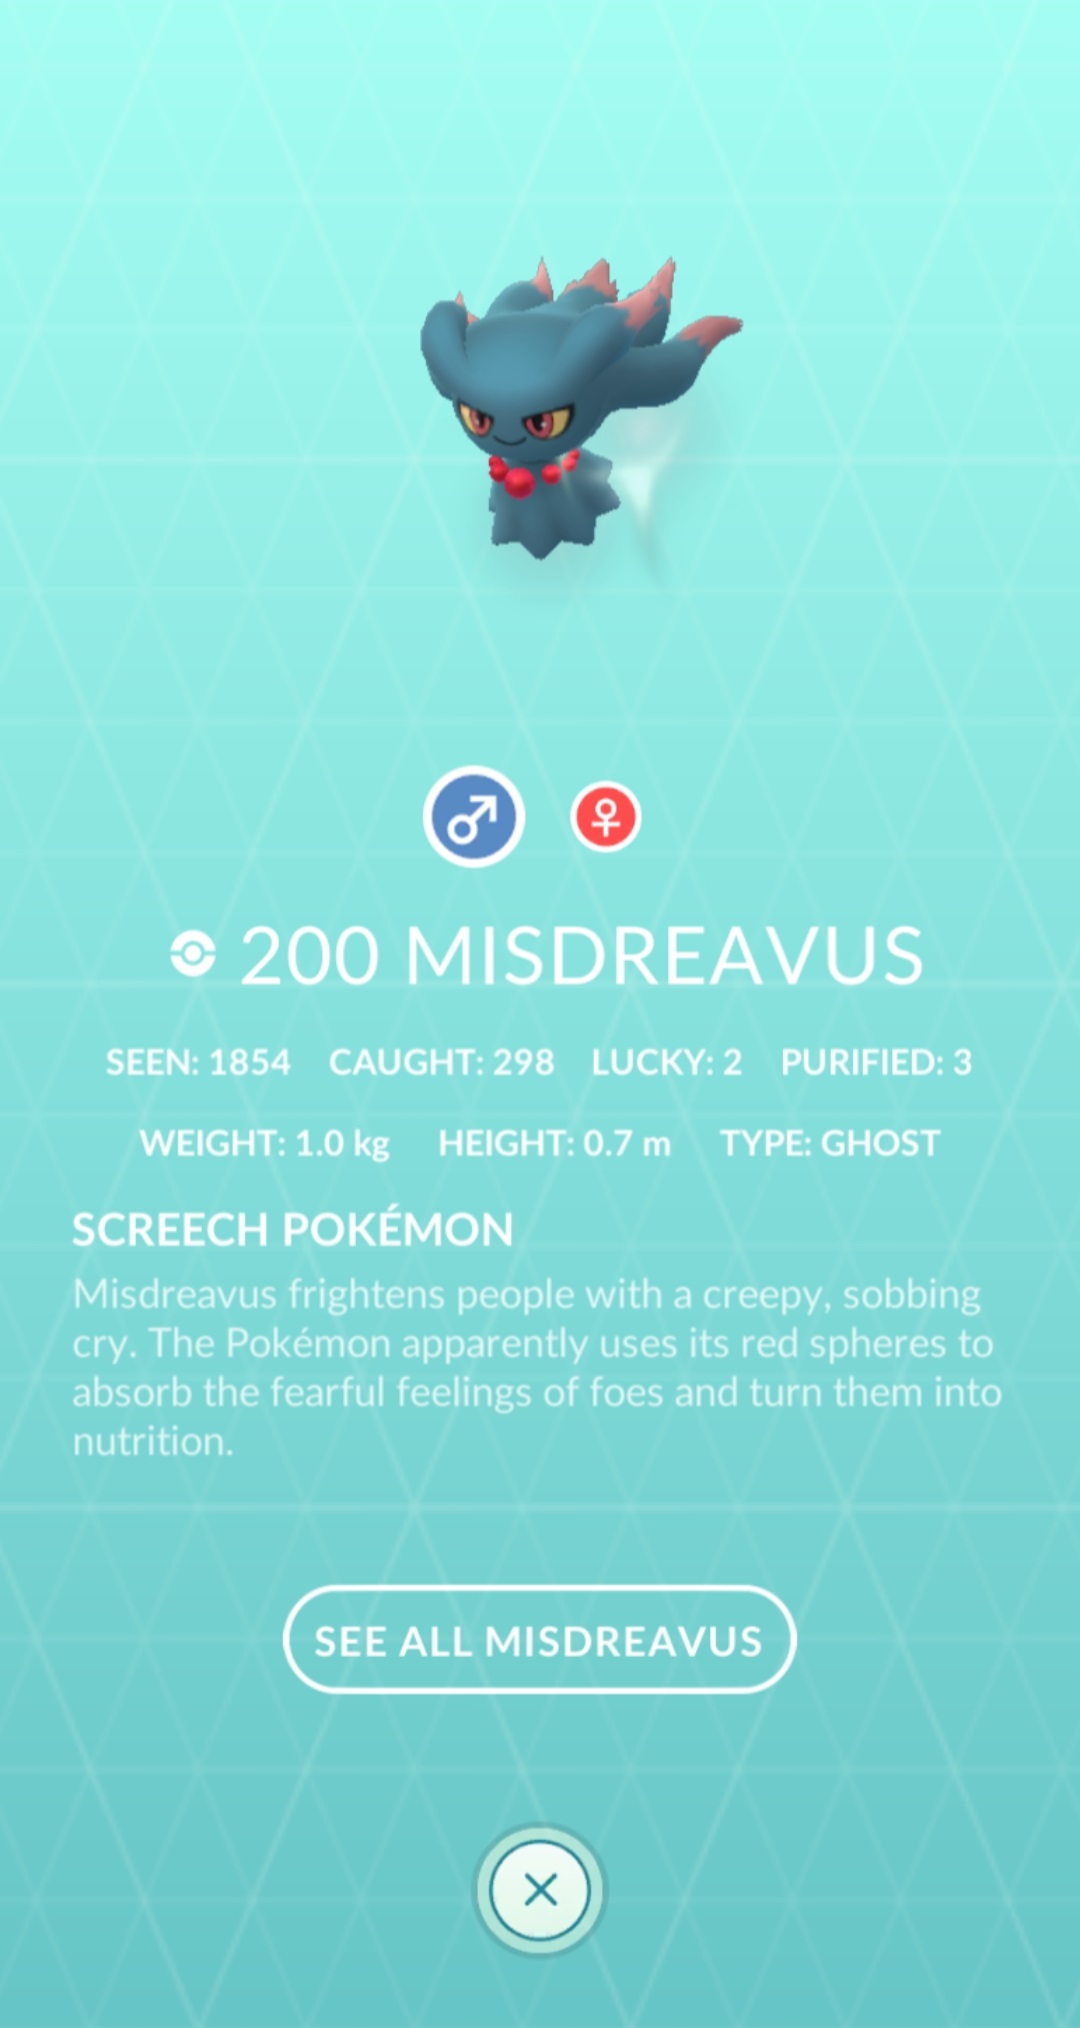 200 MISDREAVUS
SEEN: 1854 CAUGHT: 298 LUCKY: 2 PURIFIED: 3
WEIGHT: 1.0 kg HEIGHT: 0.7 m TYPE: GHOST
SCREECH POKÉMON
Misdreavus frightens people with a creepy, sobbing
cry. The Pokémon apparently uses its red spheres to
absorb the fearful feelings of foes and turn them into
nutrition.
SEE ALL MISDREAVUS